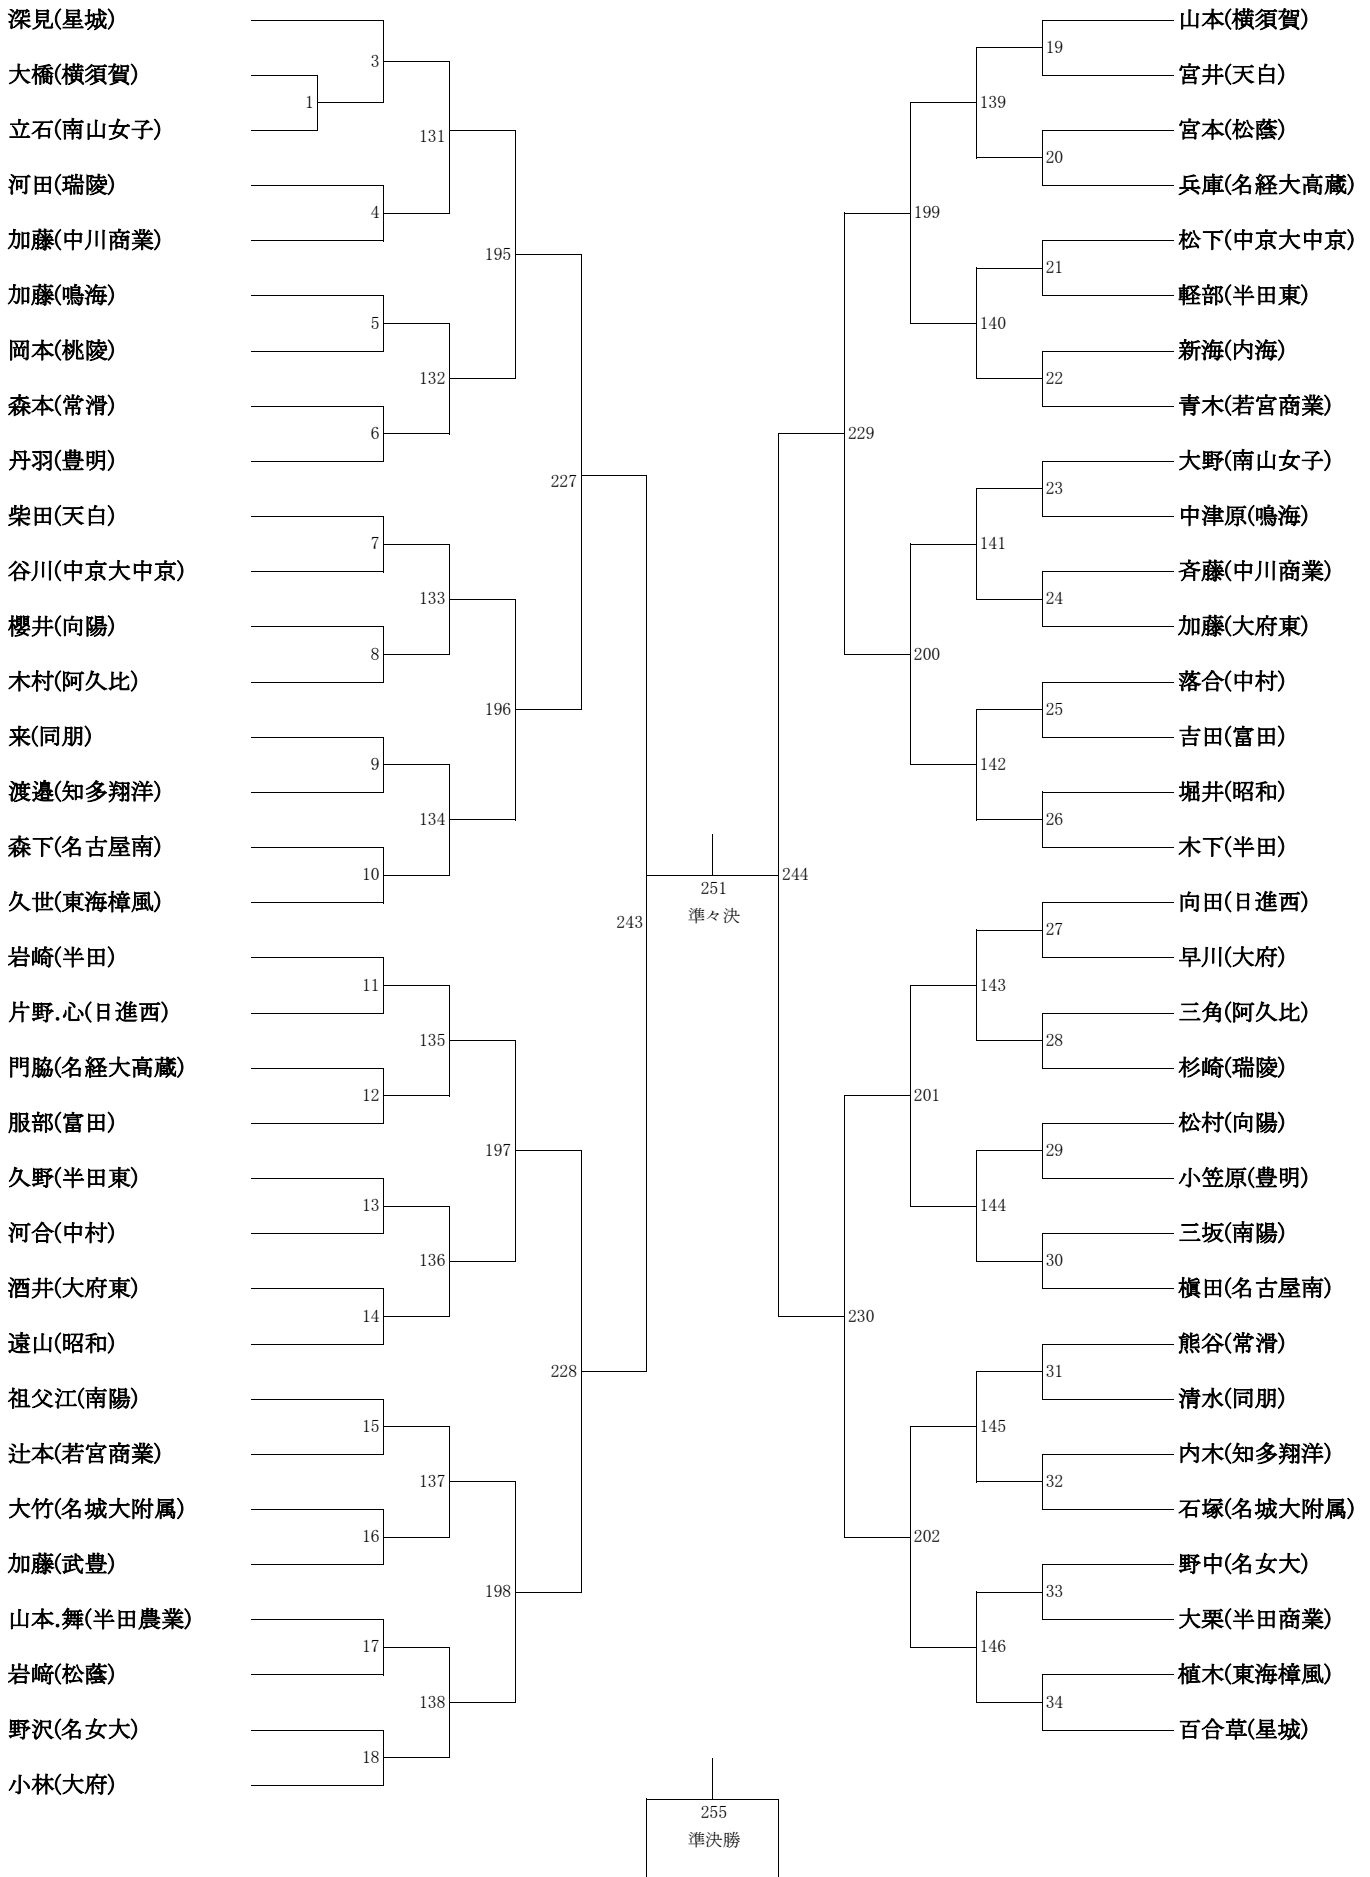 深見(星城)
大橋(横須賀)
立石(南山女子)
河田(瑞陵)
加藤(中川商業)
加藤(鳴海)
岡本(桃陵)
森本(常滑)
丹羽(豊明)
柴田(天白)
谷川(中京大中京)
櫻井(向陽)
木村(阿久比)
来(同朋)
渡邉(知多翔洋)
森下(名古屋南)
久世(東海樟風)
岩崎(半田)
片野.心(日進西)
門脇(名経大高蔵)
服部(富田)
久野(半田東)
河合(中村)
酒井(大府東)
遠山(昭和)
祖父江(南陽)
辻本(若宮商業)
大竹(名城大附属)
加藤(武豊)
山本.舞(半田農業)
岩﨑(松蔭)
野沢(名女大)
小林(大府)
1
3
4
5
6
7
8
9
10
11
12
13
14
15
16
17
18
131
132
133
134
135
136
137
138
195
196
197
198
227
228
243
251
準々決
255
準決勝
244
229
230
199
200
201
202
139
140
141
142
143
144
145
146
19
20
21
22
23
24
25
26
27
28
29
30
31
32
33
34
山本(横須賀)
宮井(天白)
宮本(松蔭)
兵庫(名経大高蔵)
松下(中京大中京)
軽部(半田東)
新海(内海)
青木(若宮商業)
大野(南山女子)
中津原(鳴海)
斉藤(中川商業)
加藤(大府東)
落合(中村)
吉田(富田)
堀井(昭和)
木下(半田)
向田(日進西)
早川(大府)
三角(阿久比)
杉崎(瑞陵)
松村(向陽)
小笠原(豊明)
三坂(南陽)
槇田(名古屋南)
熊谷(常滑)
清水(同朋)
内木(知多翔洋)
石塚(名城大附属)
野中(名女大)
大栗(半田商業)
植木(東海樟風)
百合草(星城)